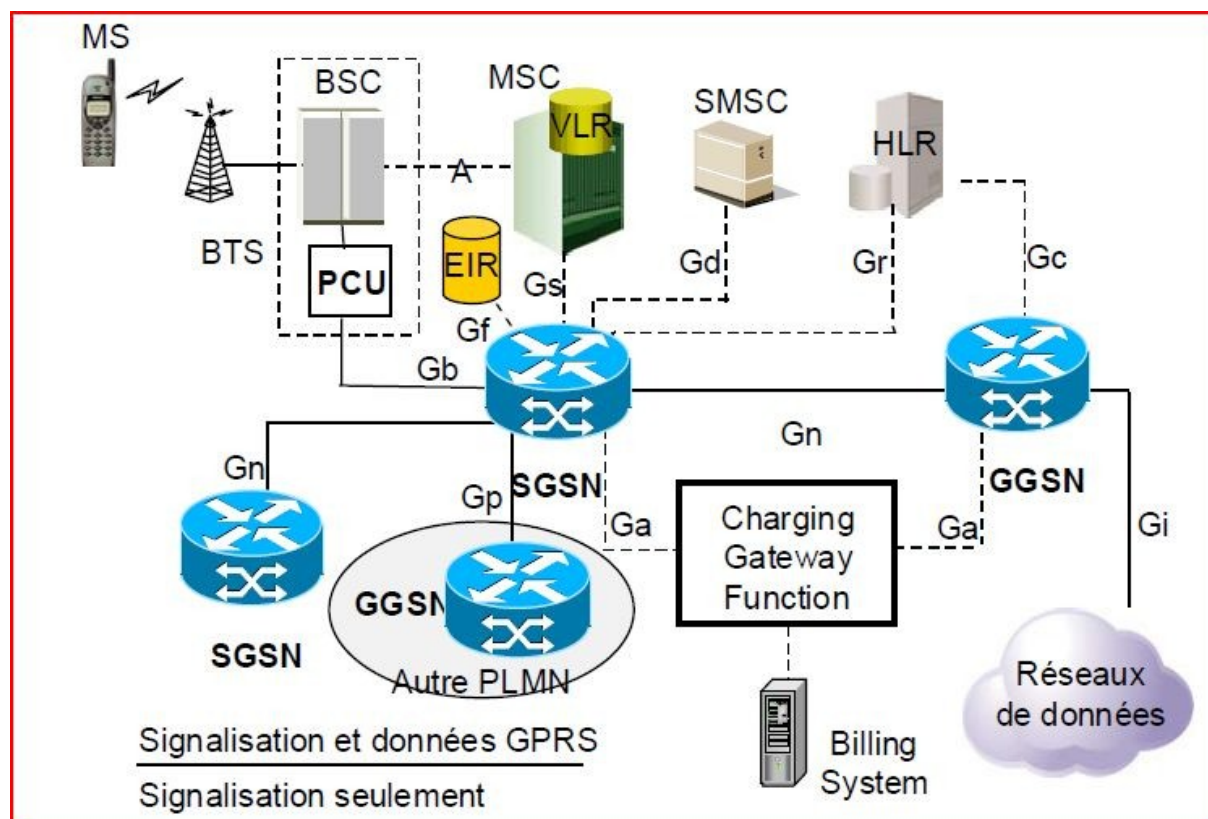 MS
BSC
MSC
VLR
SMSC
HLR
A
BTS
PCU
EIR
Gs
Gd
Gr
Gc
Gf
Gb
Gn
Gn
SGSN
GGSN
Gp
Ga
Charging
Gateway
Function
Ga
Gi
GGSN
SGSN
Autre PLMN
Réseaux
de données
Signalisation et données GPRS
Signalisation seulement
Billing
System